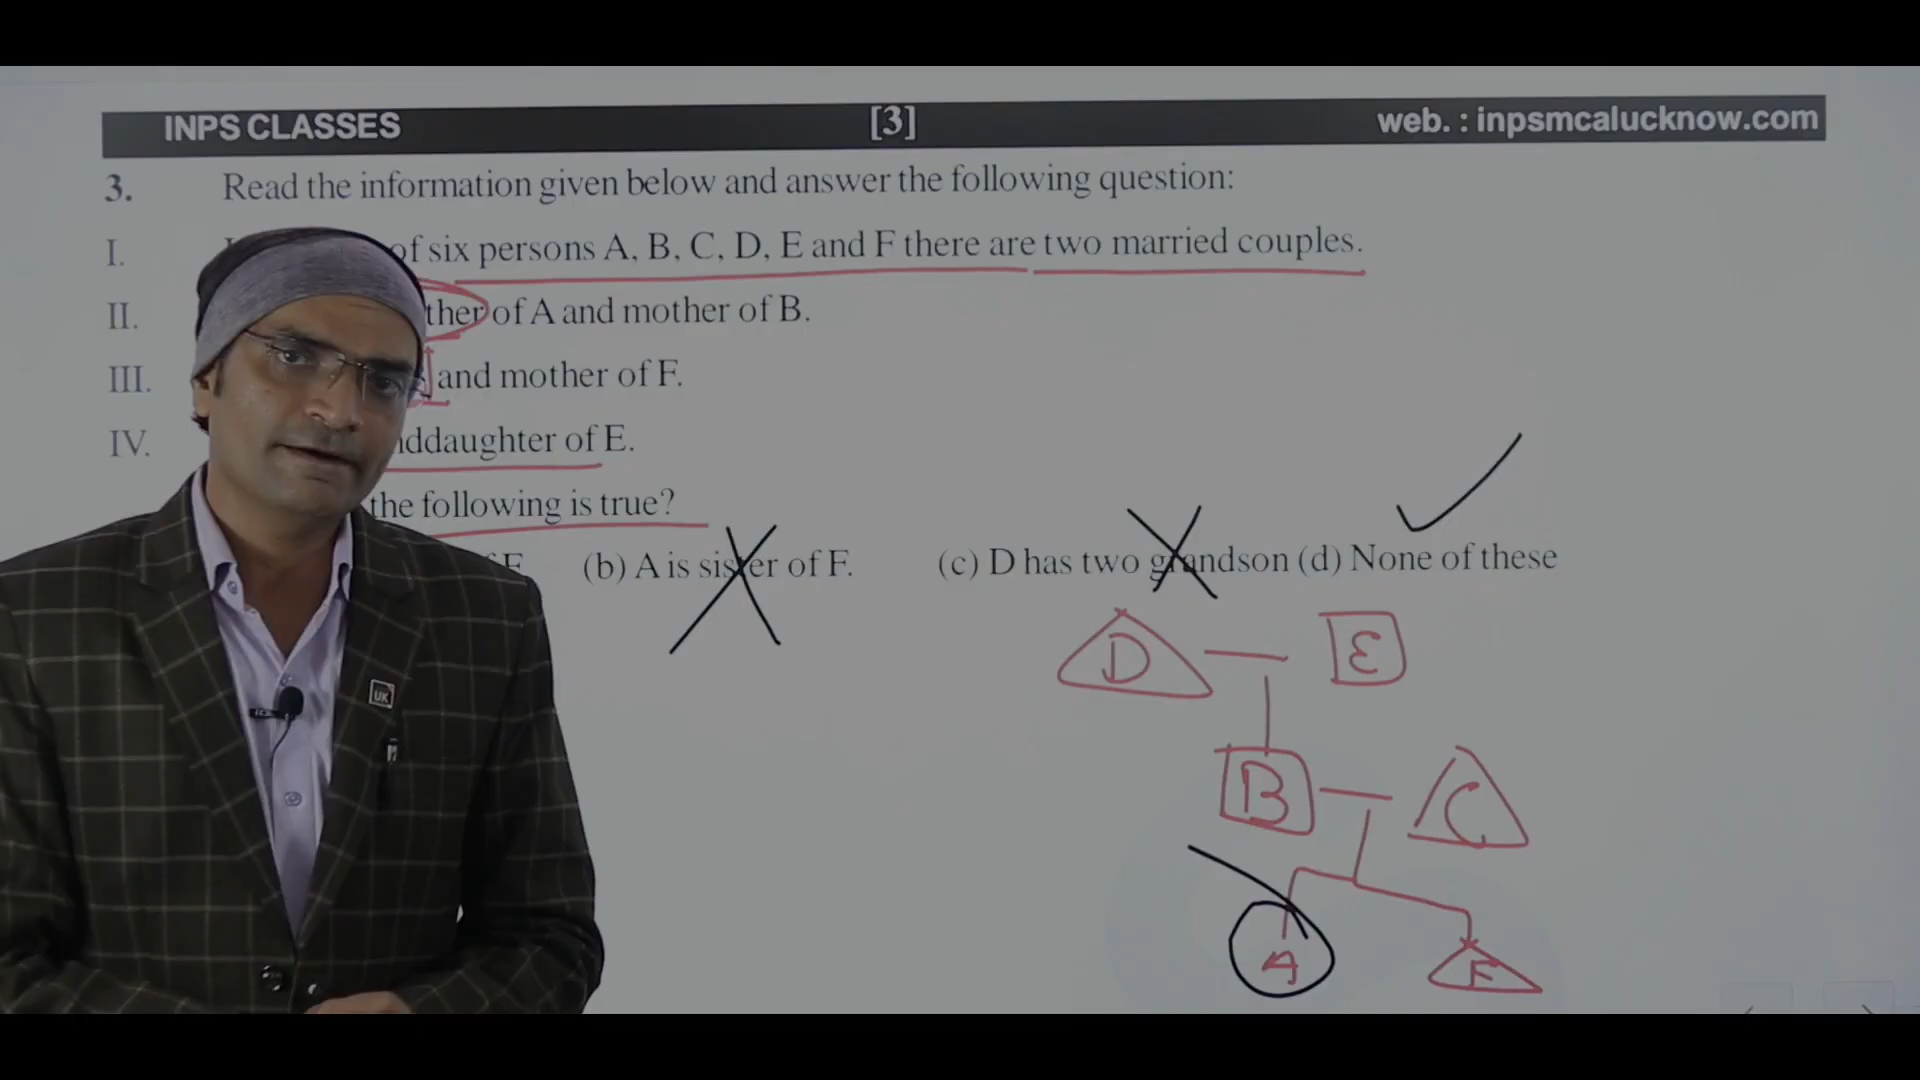 INPS CLASSES [3] web. : inpsmcalucknow.com
3. Read the information given below and answer the following question:
I. of six persons A, B, C, D, E and F there are two married couples.
II. ther of A and mother of B.
III. and mother of F.
IV. ddaughter of E.
the following is true?
F (b) A is sister of F. (c) D has two grandson (d) None of these
D E
B C
A F
UK